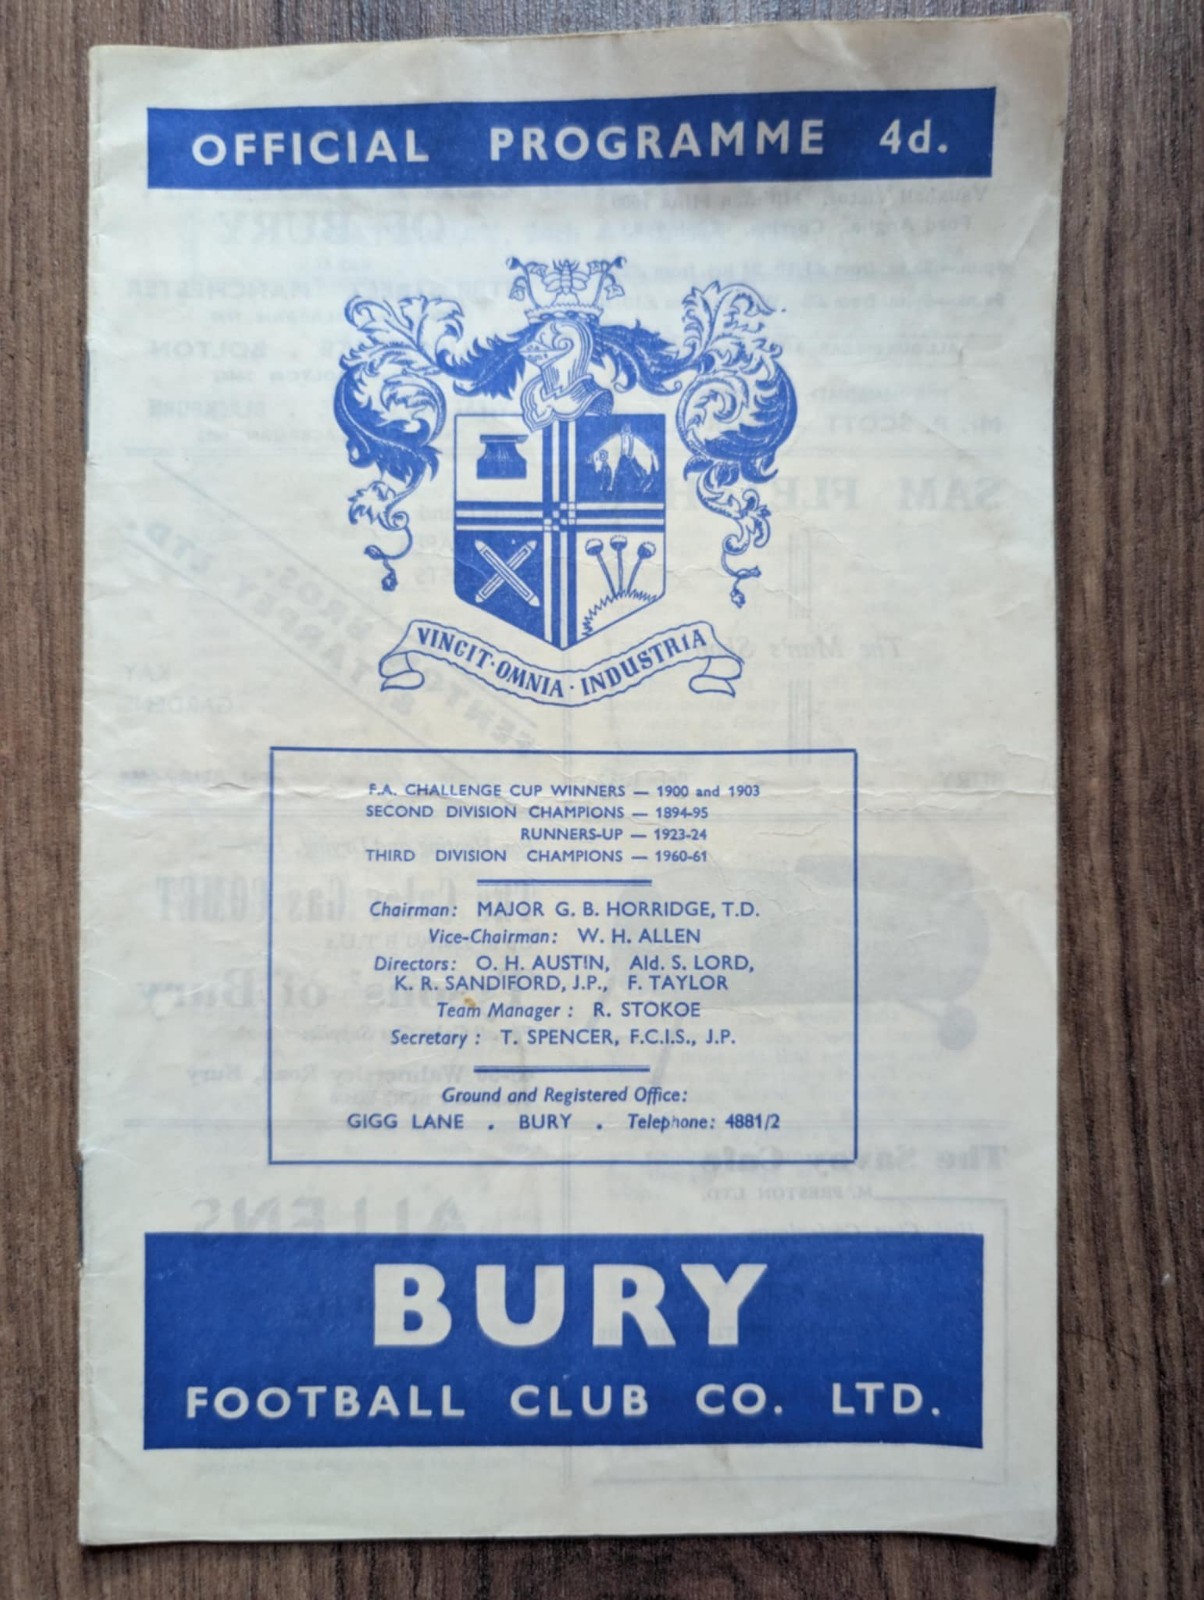 OFFICIAL PROGRAMME 4d.
VINCIT · OMNIA · INDUSTRIA
F.A. CHALLENGE CUP WINNERS — 1900 and 1903
SECOND DIVISION CHAMPIONS — 1894-95
RUNNERS-UP — 1923-24
THIRD DIVISION CHAMPIONS — 1960-61
Chairman: MAJOR G. B. HORRIDGE, T.D.
Vice-Chairman: W. H. ALLEN
Directors: O. H. AUSTIN, Ald. S. LORD,
K. R. SANDIFORD, J.P., F. TAYLOR
Team Manager : R. STOKOE
Secretary : T. SPENCER, F.C.I.S., J.P.
Ground and Registered Office:
GIGG LANE . BURY . Telephone: 4881/2
BURY
FOOTBALL CLUB CO. LTD.